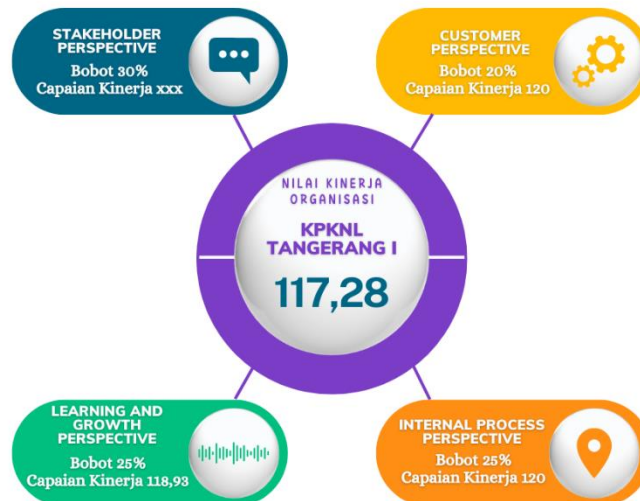 STAKEHOLDER
PERSPECTIVE
Bobot 30%
Capaian Kinerja xxx
CUSTOMER
PERSPECTIVE
Bobot 20%
Capaian Kinerja 120
NILAI KINERJA
ORGANISASI
KPKNL
TANGERANG I
117,28
LEARNING AND
GROWTH
PERSPECTIVE
Bobot 25%
Capaian Kinerja 118,93
INTERNAL PROCESS
PERSPECTIVE
Bobot 25%
Capaian Kinerja 120